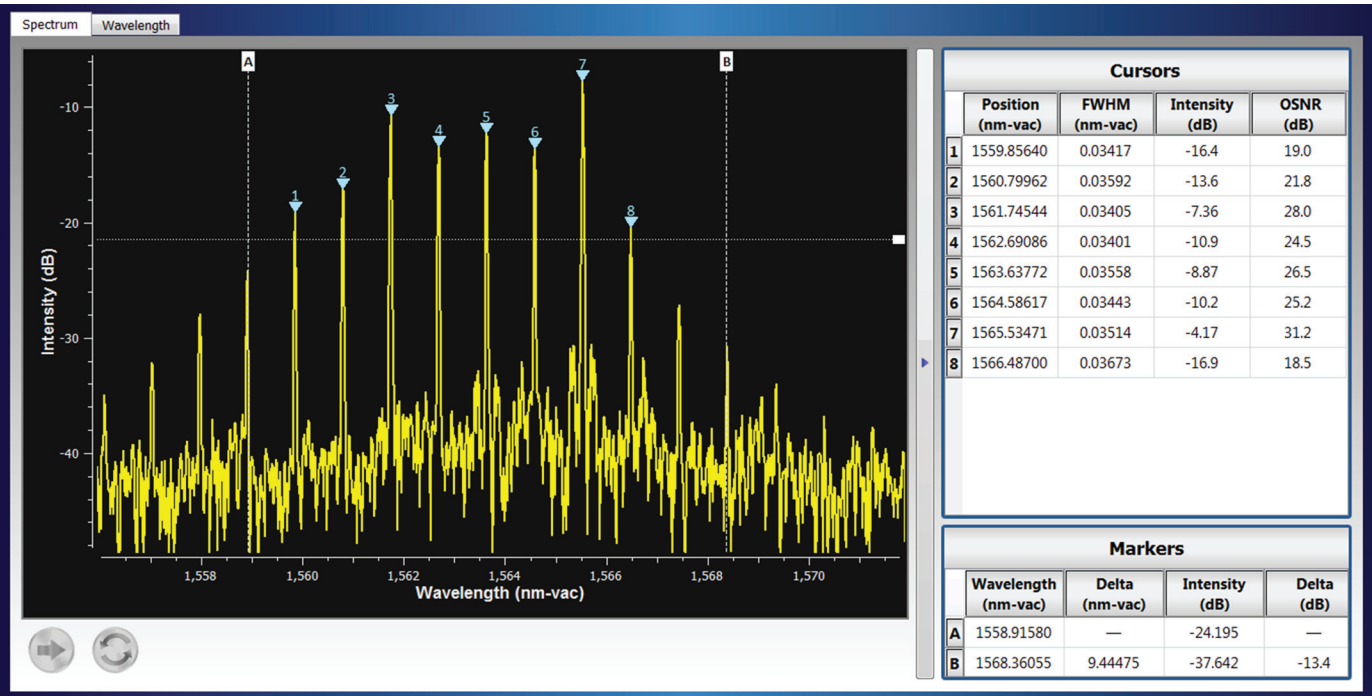 Spectrum Wavelength
A B
7
3
5
4
6
2
1
8
-10
-20
-30
-40
Intensity (dB)
1,558 1,560 1,562 1,564 1,566 1,568 1,570
Wavelength (nm-vac)
Cursors
Position (nm-vac) FWHM (nm-vac) Intensity (dB) OSNR (dB)
1 1559.85640 0.03417 -16.4 19.0
2 1560.79962 0.03592 -13.6 21.8
3 1561.74544 0.03405 -7.36 28.0
4 1562.69086 0.03401 -10.9 24.5
5 1563.63772 0.03558 -8.87 26.5
6 1564.58617 0.03443 -10.2 25.2
7 1565.53471 0.03514 -4.17 31.2
8 1566.48700 0.03673 -16.9 18.5
Markers
Wavelength (nm-vac) Delta (nm-vac) Intensity (dB) Delta (dB)
A 1558.91580 — -24.195 —
B 1568.36055 9.44475 -37.642 -13.4